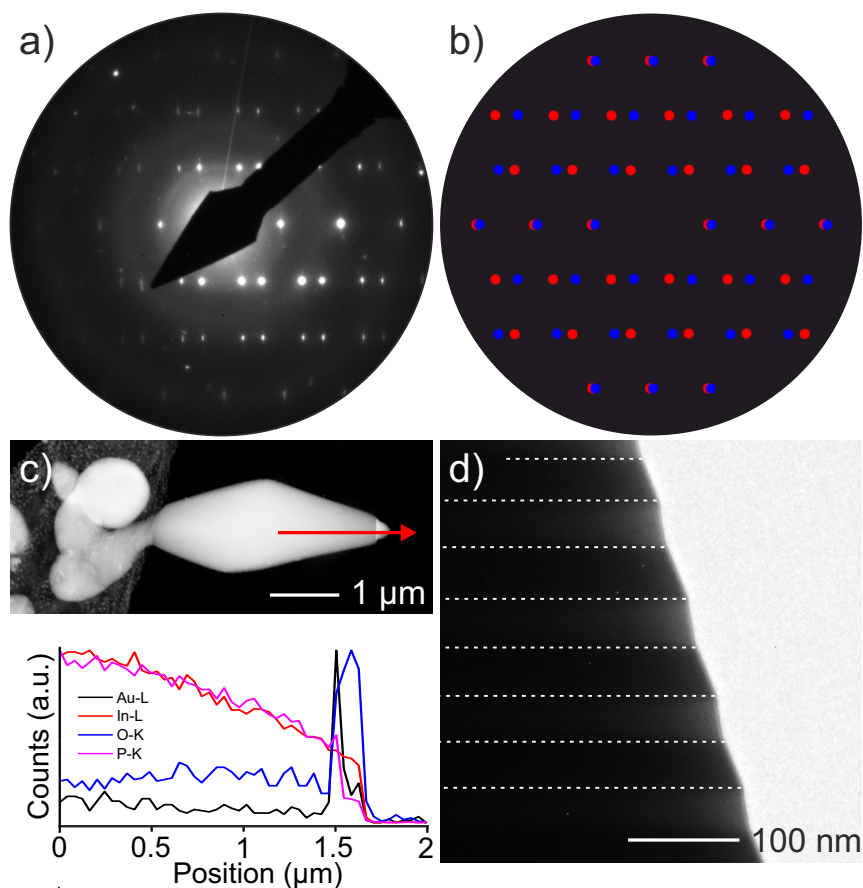 a)
b)
c)
1 μm
d)
100 nm
Counts (a.u.)
Au-L
In-L
O-K
P-K
0
0.5
1
1.5
2
Position (μm)